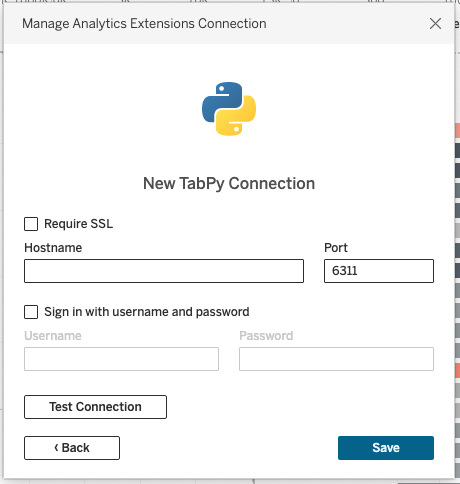 Manage Analytics Extensions Connection
New TabPy Connection
Require SSL
Hostname Port
6311
Sign in with username and password
Username Password
Test Connection
‹ Back Save